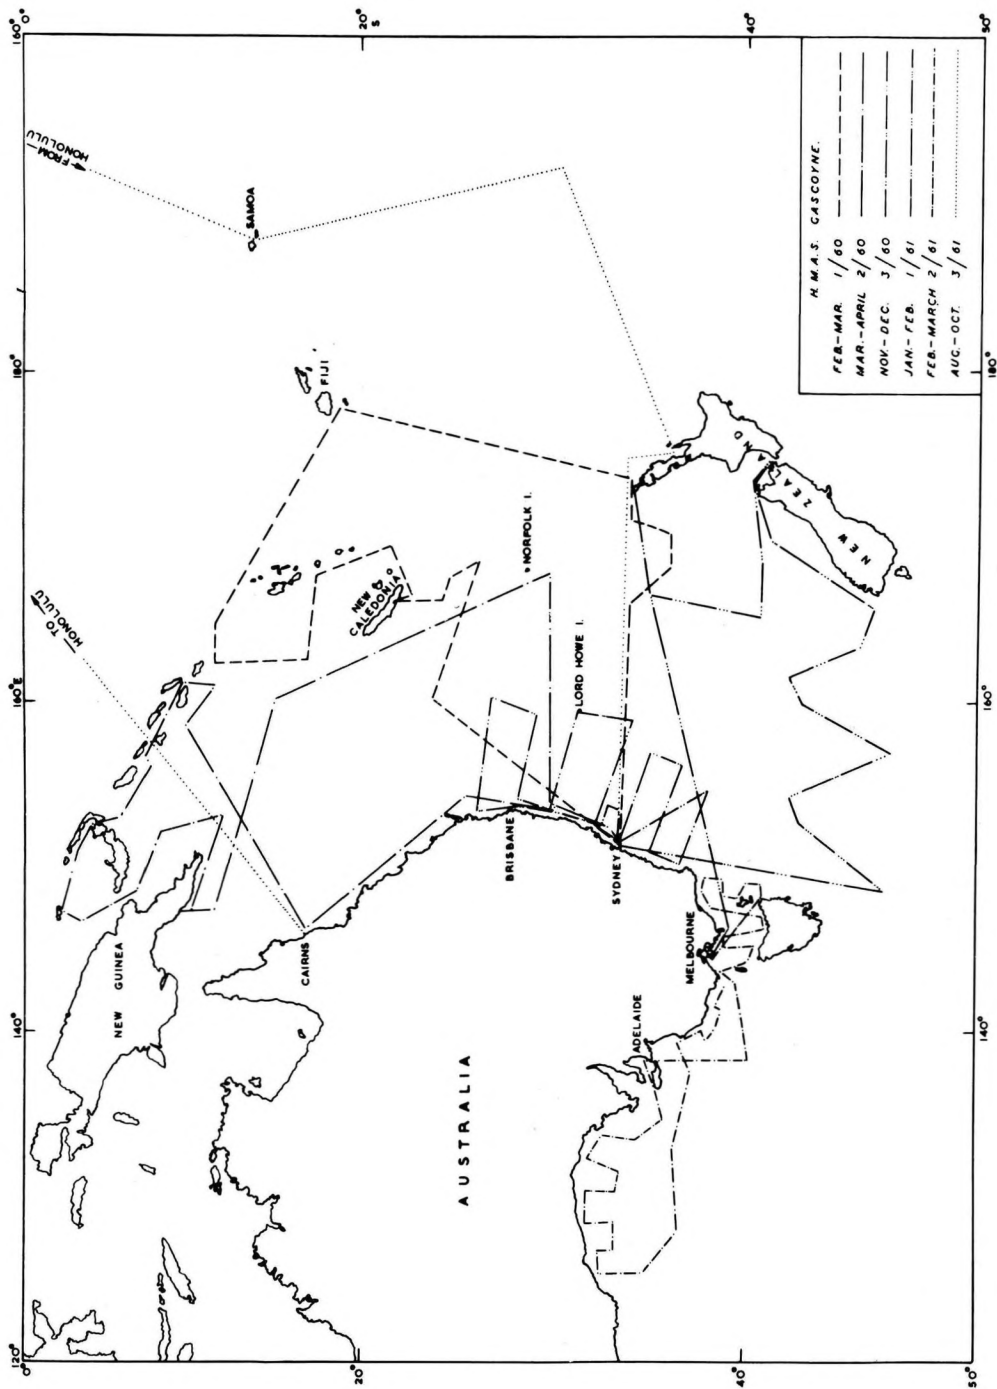 160°
20°
S
40°
50°
FROM
HONOLULU
SAMOA
180°
FIJI
180°
TO
HONOLULU
NEW
CALEDONIA
NORFOLK I.
LORD HOWE I.
NEW
ZEALAND
160°E
160°
BRISBANE
SYDNEY
CAIRNS
MELBOURNE
ADELAIDE
NEW GUINEA
AUSTRALIA
140°
140°
120°
0°
20°
40°
50°
120°
H.M.A.S. GASCOYNE.
FEB.-MAR. 1/60
MAR.-APRIL 2/60
NOV.-DEC. 3/60
JAN.-FEB. 1/61
FEB.-MARCH 2/61
AUG.-OCT. 3/61